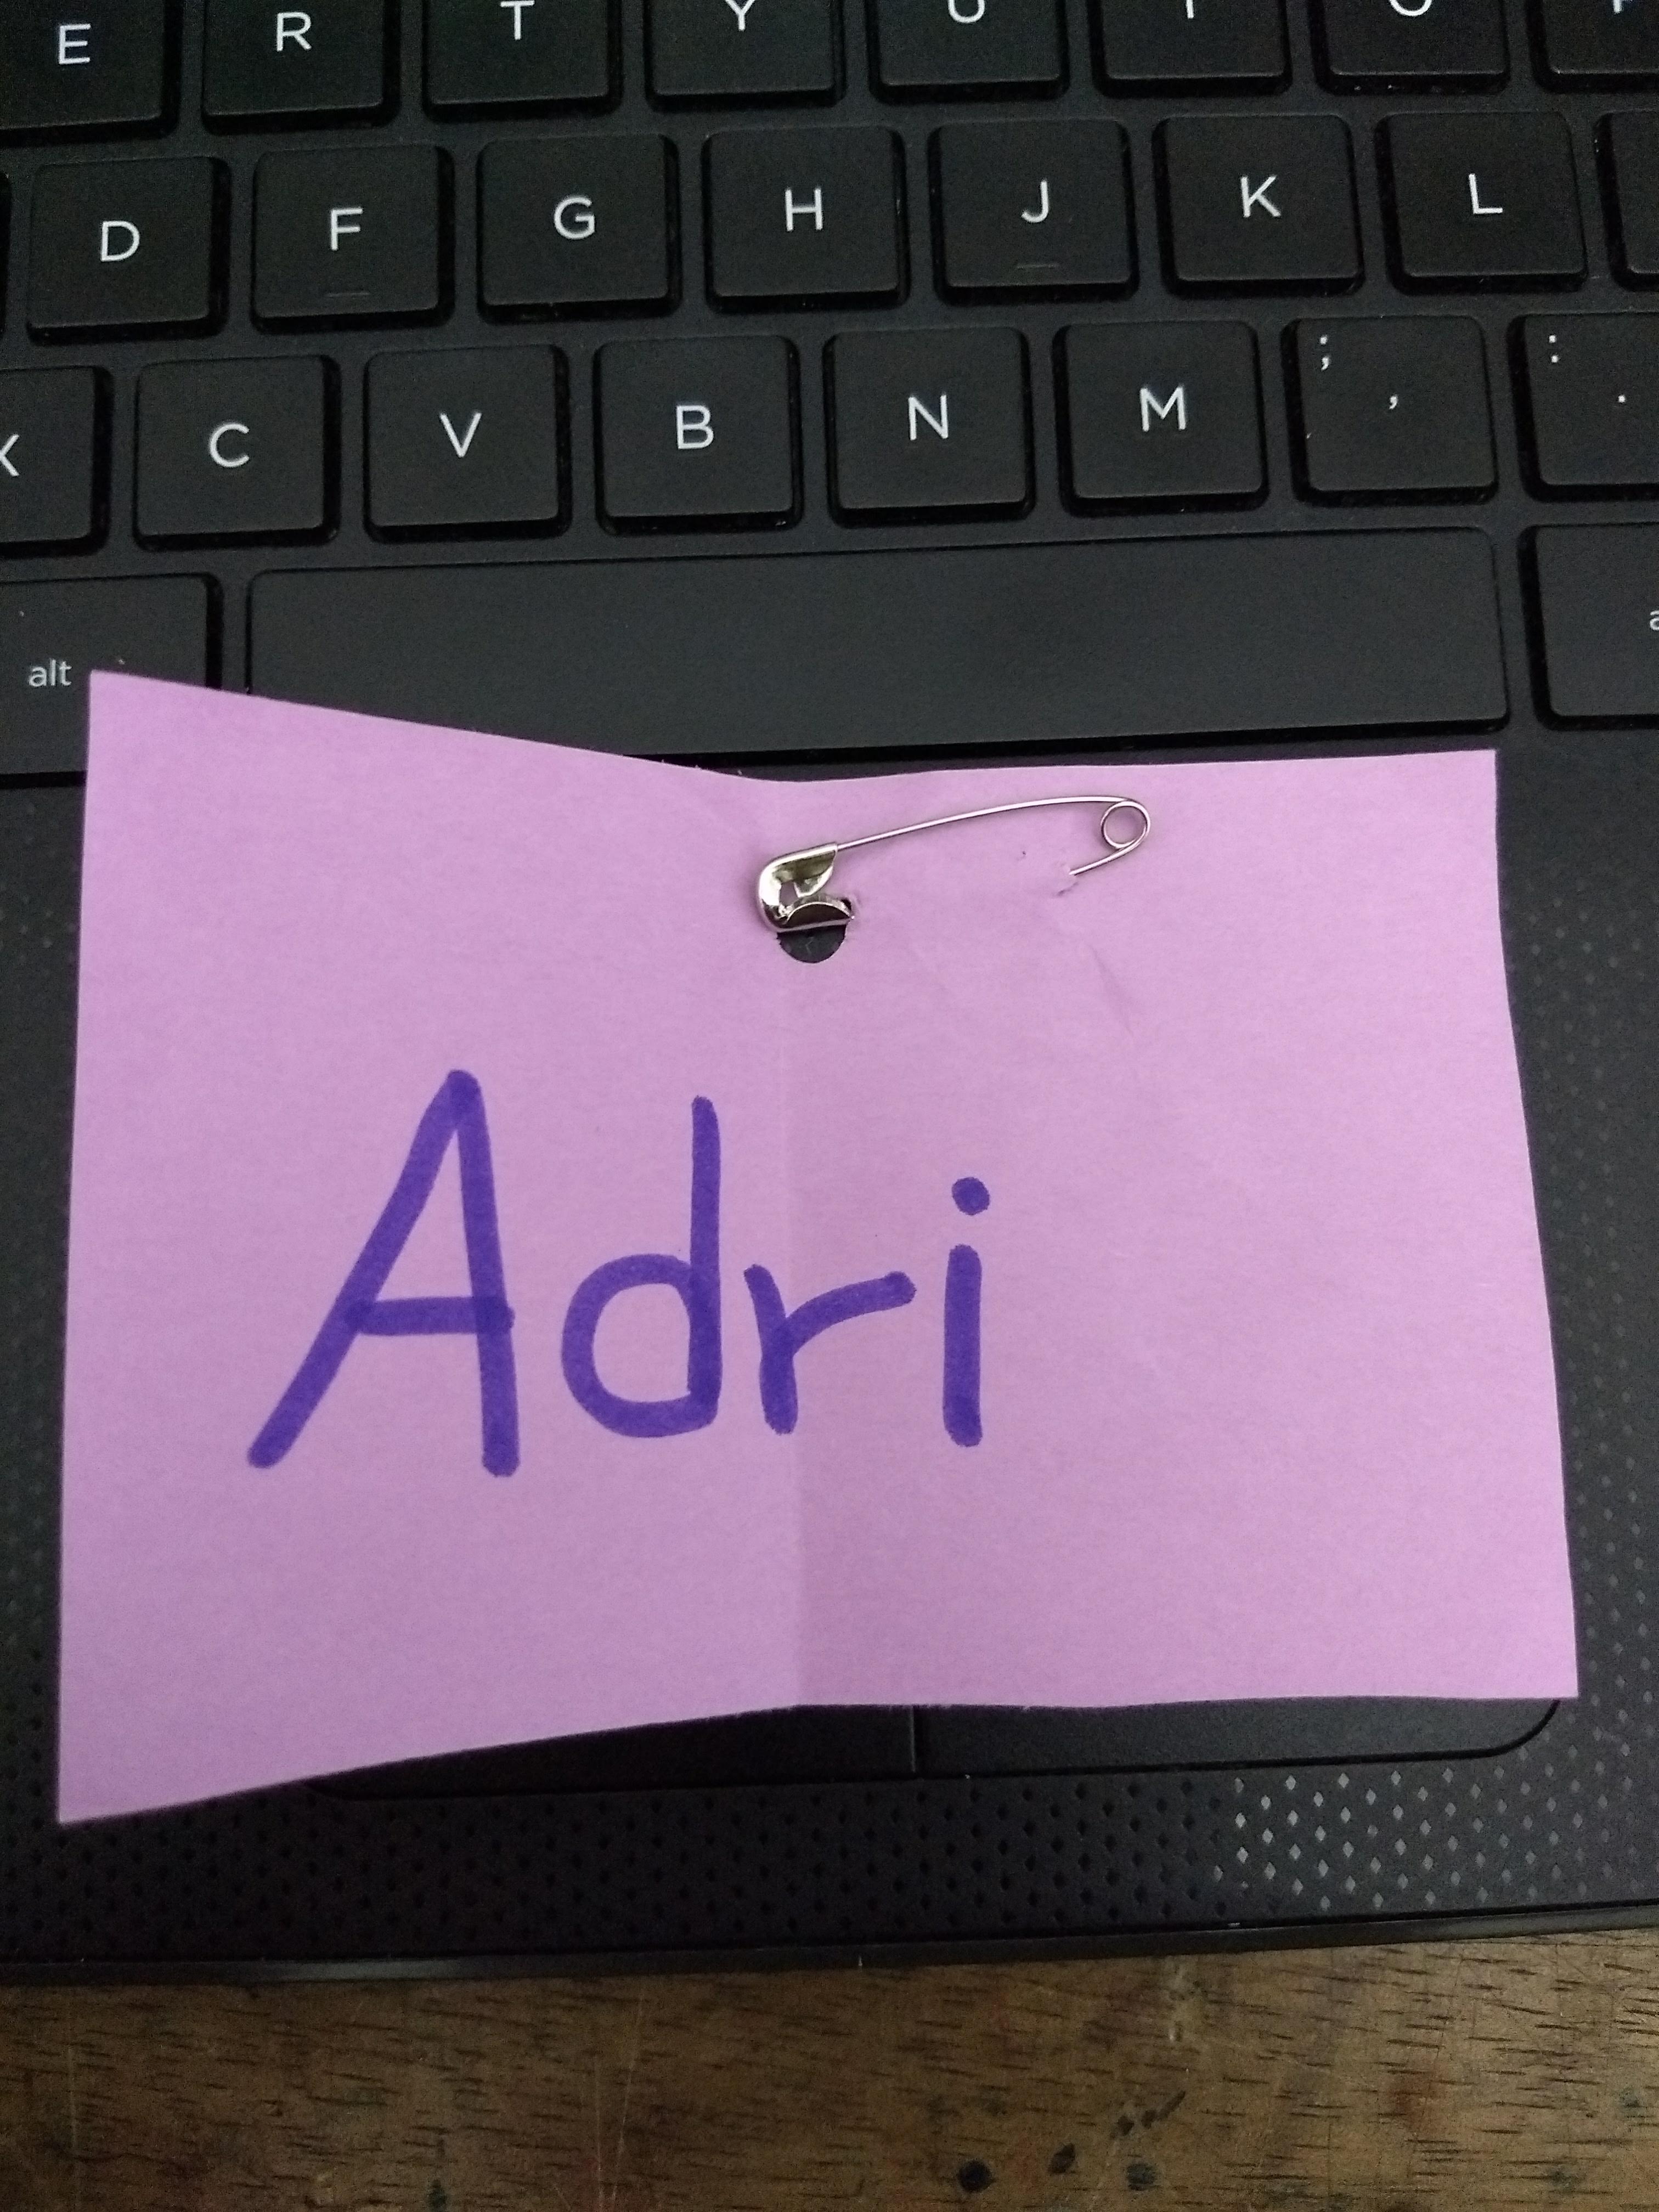 E R T Y U I O P
D F G H J K L
X C V B N M ; , : .
alt a
Adri